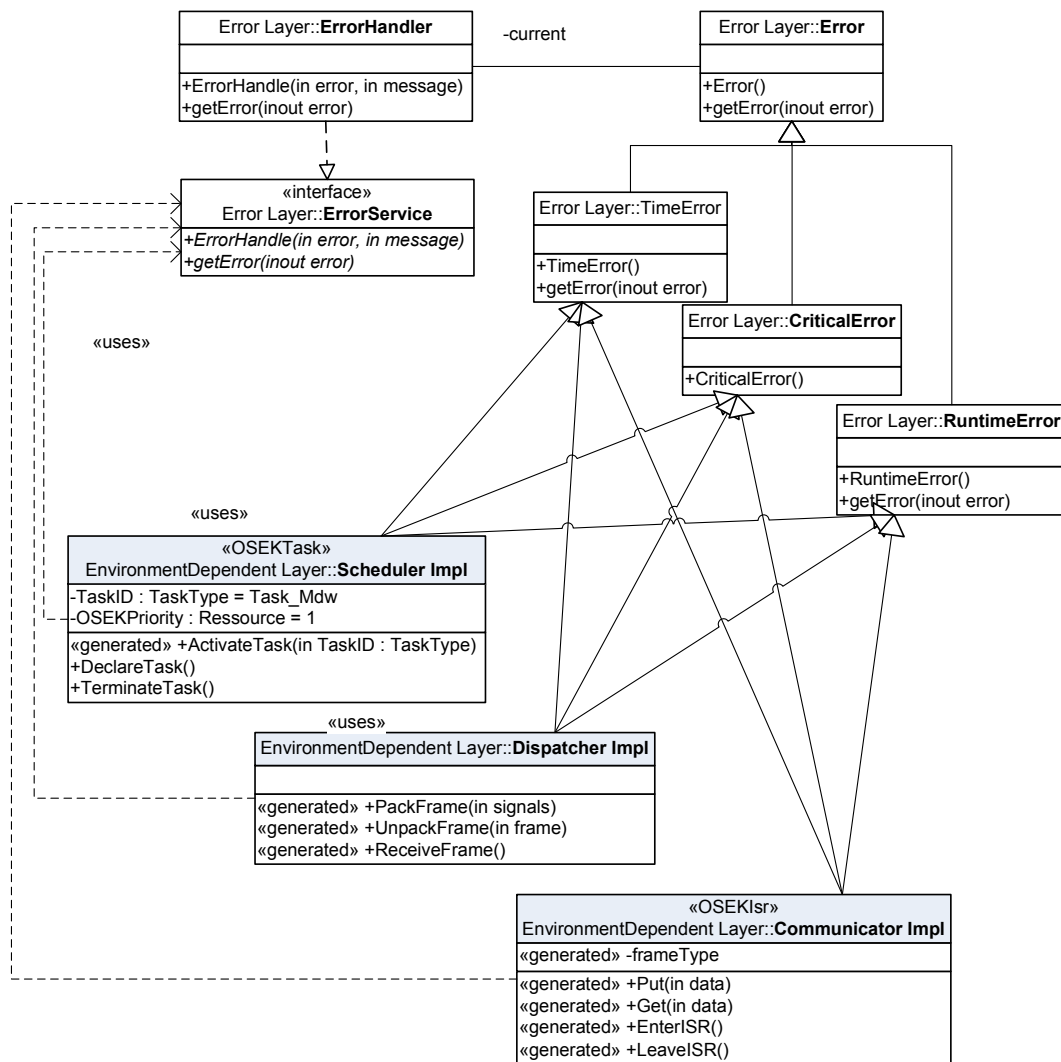 Error Layer::ErrorHandler
+ErrorHandle(in error, in message)
+getError(inout error)
-current
Error Layer::Error
+Error()
+getError(inout error)
«interface»
Error Layer::ErrorService
+ErrorHandle(in error, in message)
+getError(inout error)
Error Layer::TimeError
+TimeError()
+getError(inout error)
Error Layer::CriticalError
+CriticalError()
«uses»
Error Layer::RuntimeError
+RuntimeError()
+getError(inout error)
«uses»
«OSEKTask»
EnvironmentDependent Layer::Scheduler Impl
-TaskID : TaskType = Task_Mdw
-OSEKPriority : Ressource = 1
«generated» +ActivateTask(in TaskID : TaskType)
+DeclareTask()
+TerminateTask()
«uses»
EnvironmentDependent Layer::Dispatcher Impl
«generated» +PackFrame(in signals)
«generated» +UnpackFrame(in frame)
«generated» +ReceiveFrame()
«OSEKIsr»
EnvironmentDependent Layer::Communicator Impl
«generated» -frameType
«generated» +Put(in data)
«generated» +Get(in data)
«generated» +EnterISR()
«generated» +LeaveISR()